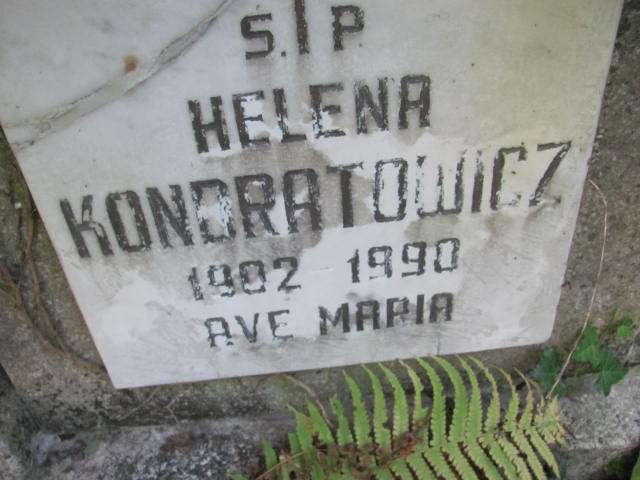 S.†P.
HELENA
KONDRATOWICZ
1902 - 1990
AVE MARIA